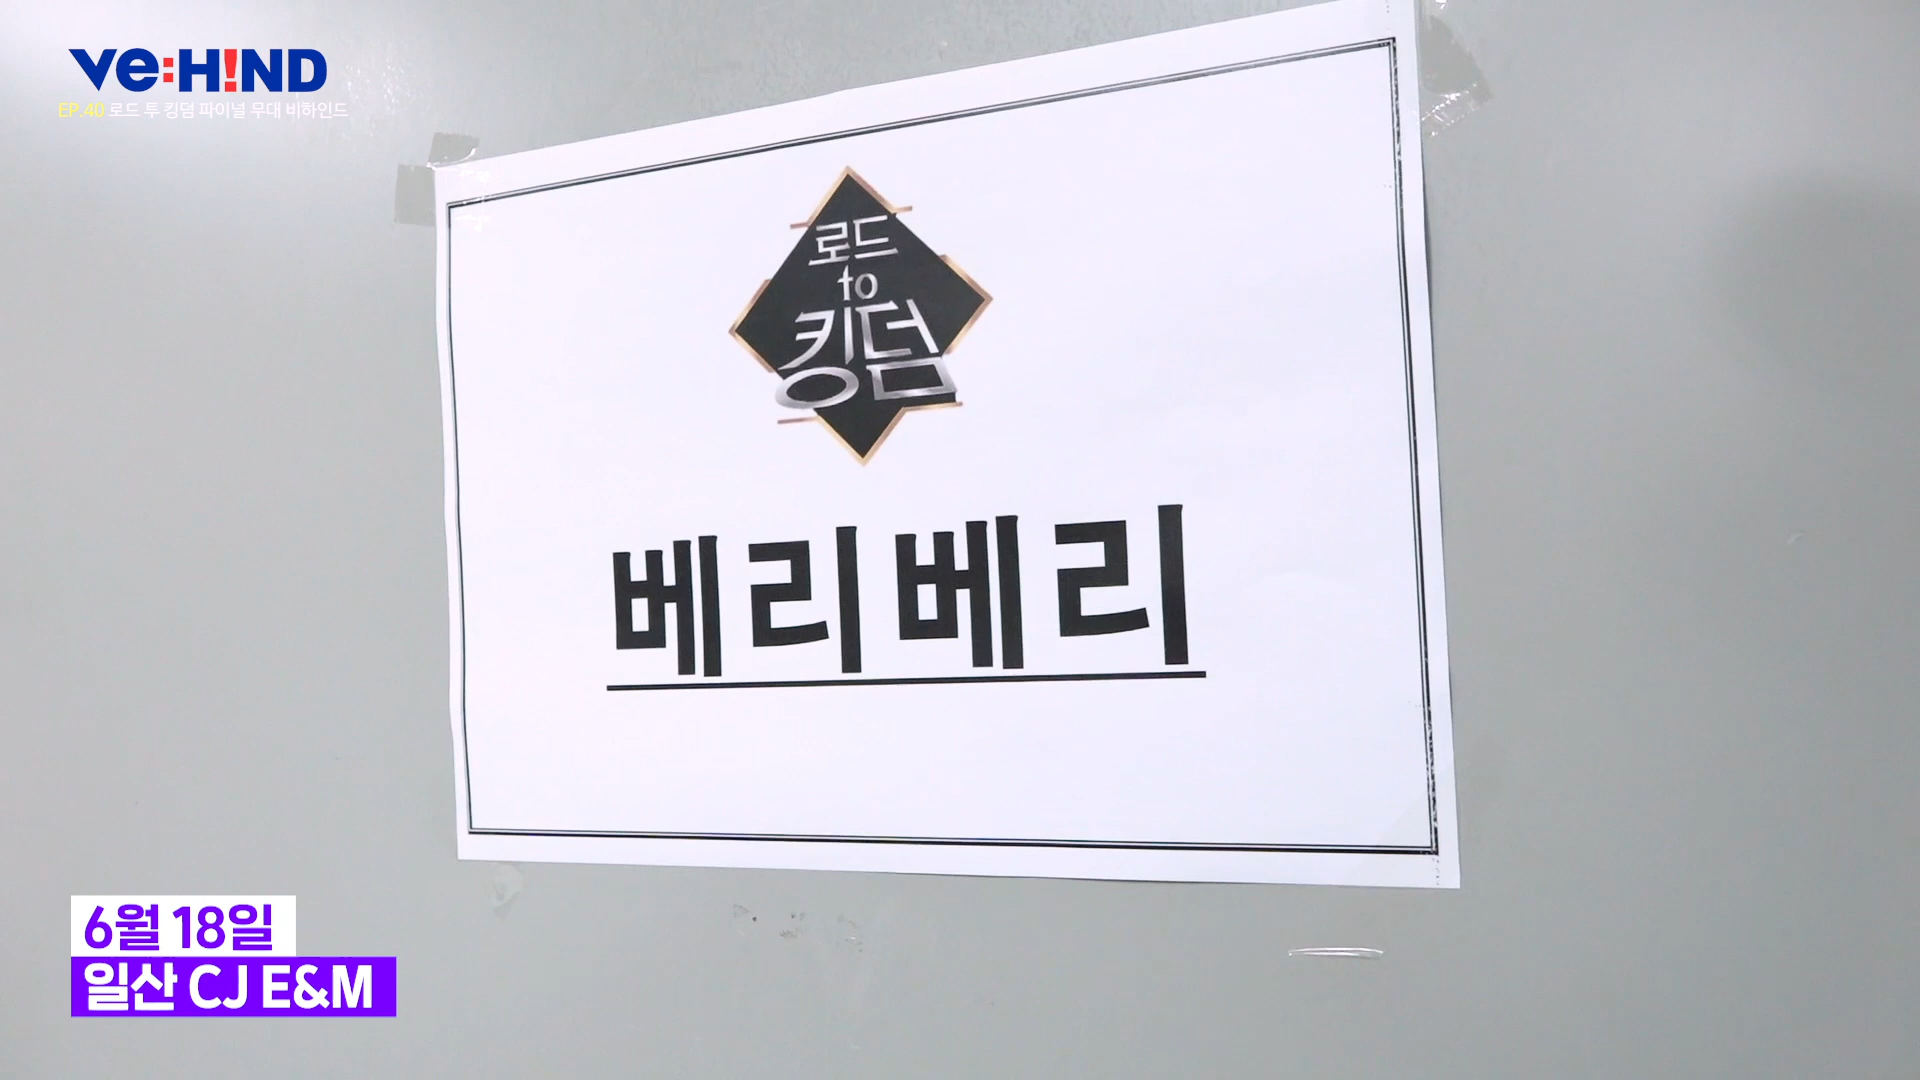 VE:H!ND
EP.40 로드 투 킹덤 파이널 무대 비하인드
로드
to
킹덤
베리베리
6월 18일
일산 CJ E&M